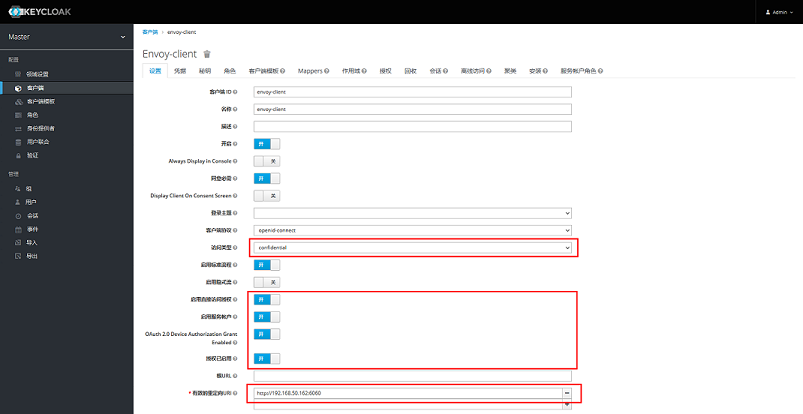 KEYCLOAK
Admin
Master
配置
领域设置
客户端
客户端模板
角色
身份提供者
用户联合
验证
管理
组
用户
会话
事件
导入
导出
客户端 envoy-client
Envoy-client
设置 凭据 秘钥 角色 客户端模板 Mappers 作用域 授权 回收 会话 离线访问 聚类 安装 服务帐户角色
客户端 ID envoy-client
名称 envoy-client
描述
开启 开
Always Display in Console 关
同意必需 开
Display Client On Consent Screen 关
登录主题
客户端协议 openid-connect
访问类型 confidential
启用标准流程 开
启用隐式流 关
启用直接访问授权 开
启用服务帐户 开
OAuth 2.0 Device Authorization Grant
Enabled 开
授权已启用 开
根URL
* 有效的重定向URI http://192.168.50.162:6060